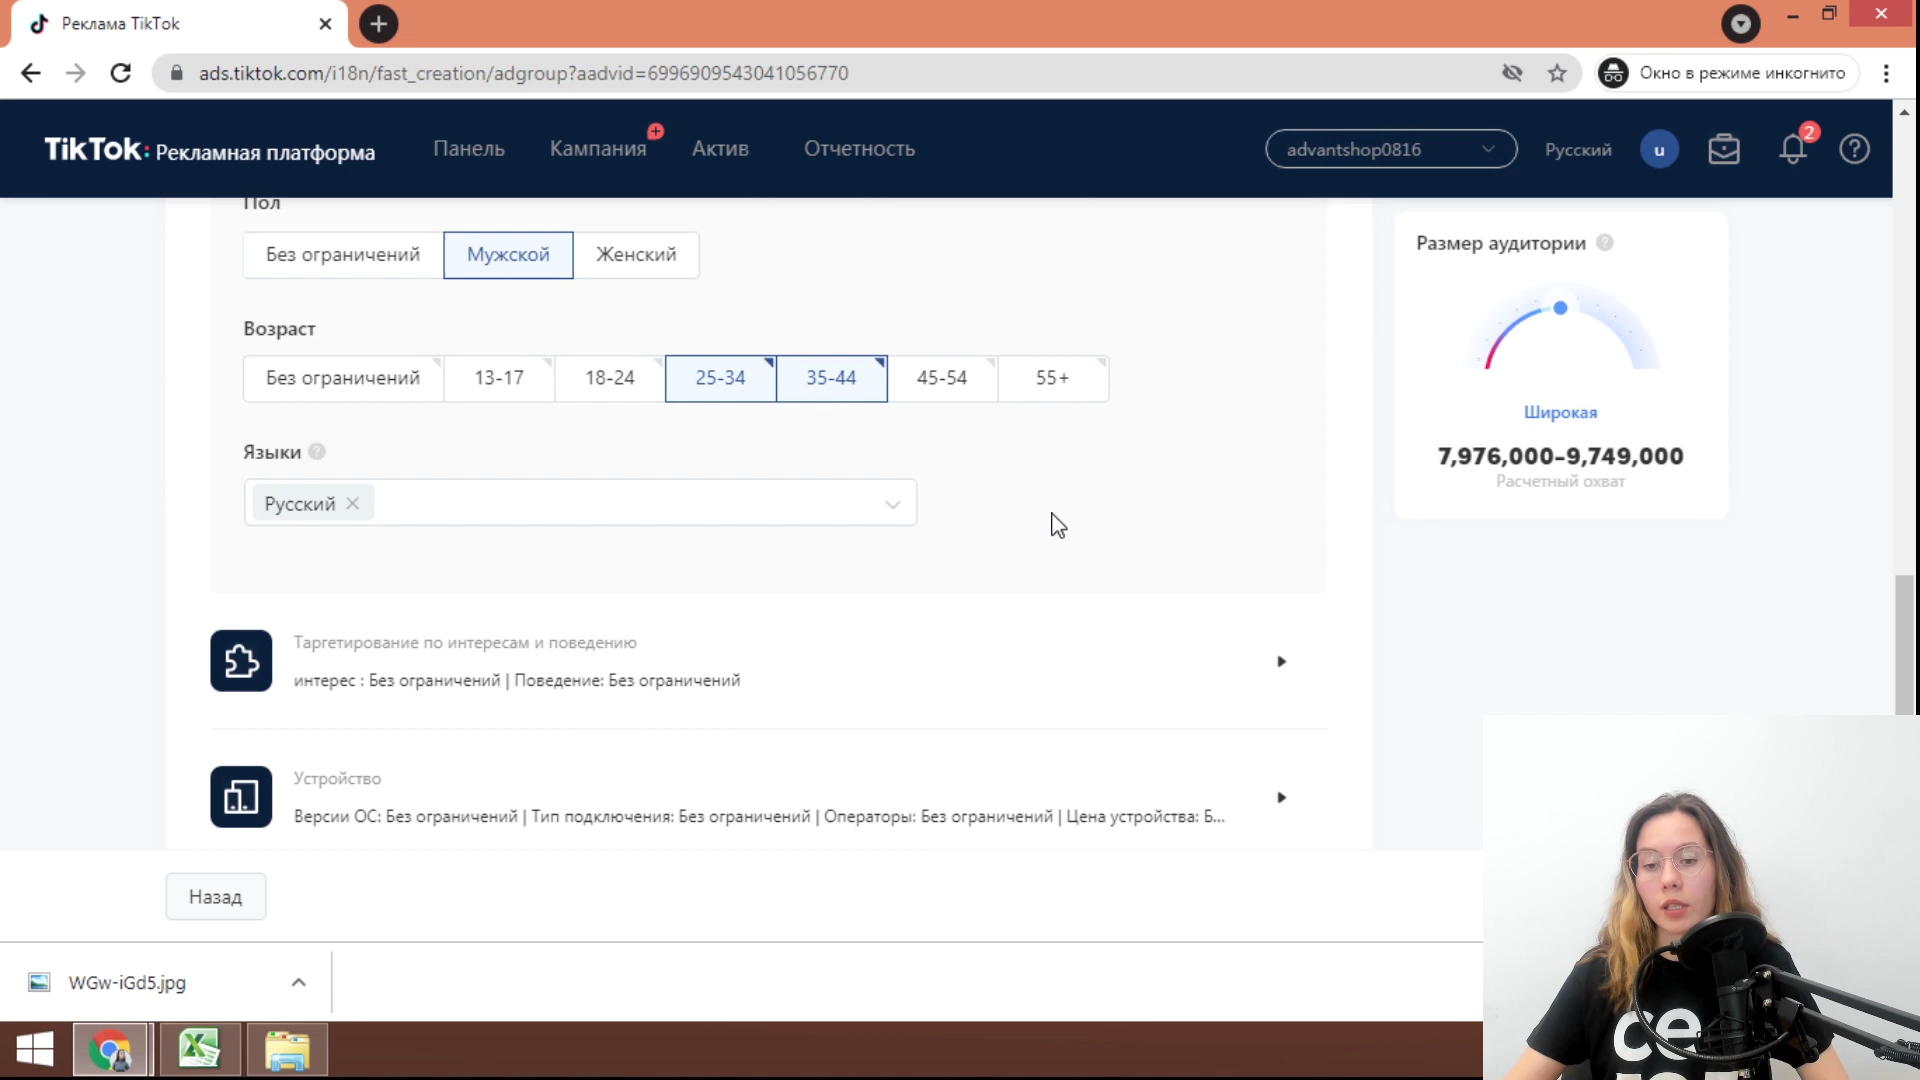 Реклама TikTok
ads.tiktok.com/i18n/fast_creation/adgroup?aadvid=6996909543041056770
Окно в режиме инкогнито
TikTok: Рекламная платформа
Панель
Кампания
Актив
Отчетность
advantshop0816
Русский
u
2
Пол
Без ограничений
Мужской
Женский
Размер аудитории
Возраст
Без ограничений
13-17
18-24
25-34
35-44
45-54
55+
Широкая
7,976,000-9,749,000
Расчетный охват
Языки
Русский
Таргетирование по интересам и поведению
интерес : Без ограничений | Поведение: Без ограничений
Устройство
Версии ОС: Без ограничений | Тип подключения: Без ограничений | Операторы: Без ограничений | Цена устройства: Б...
Назад
WGw-iGd5.jpg